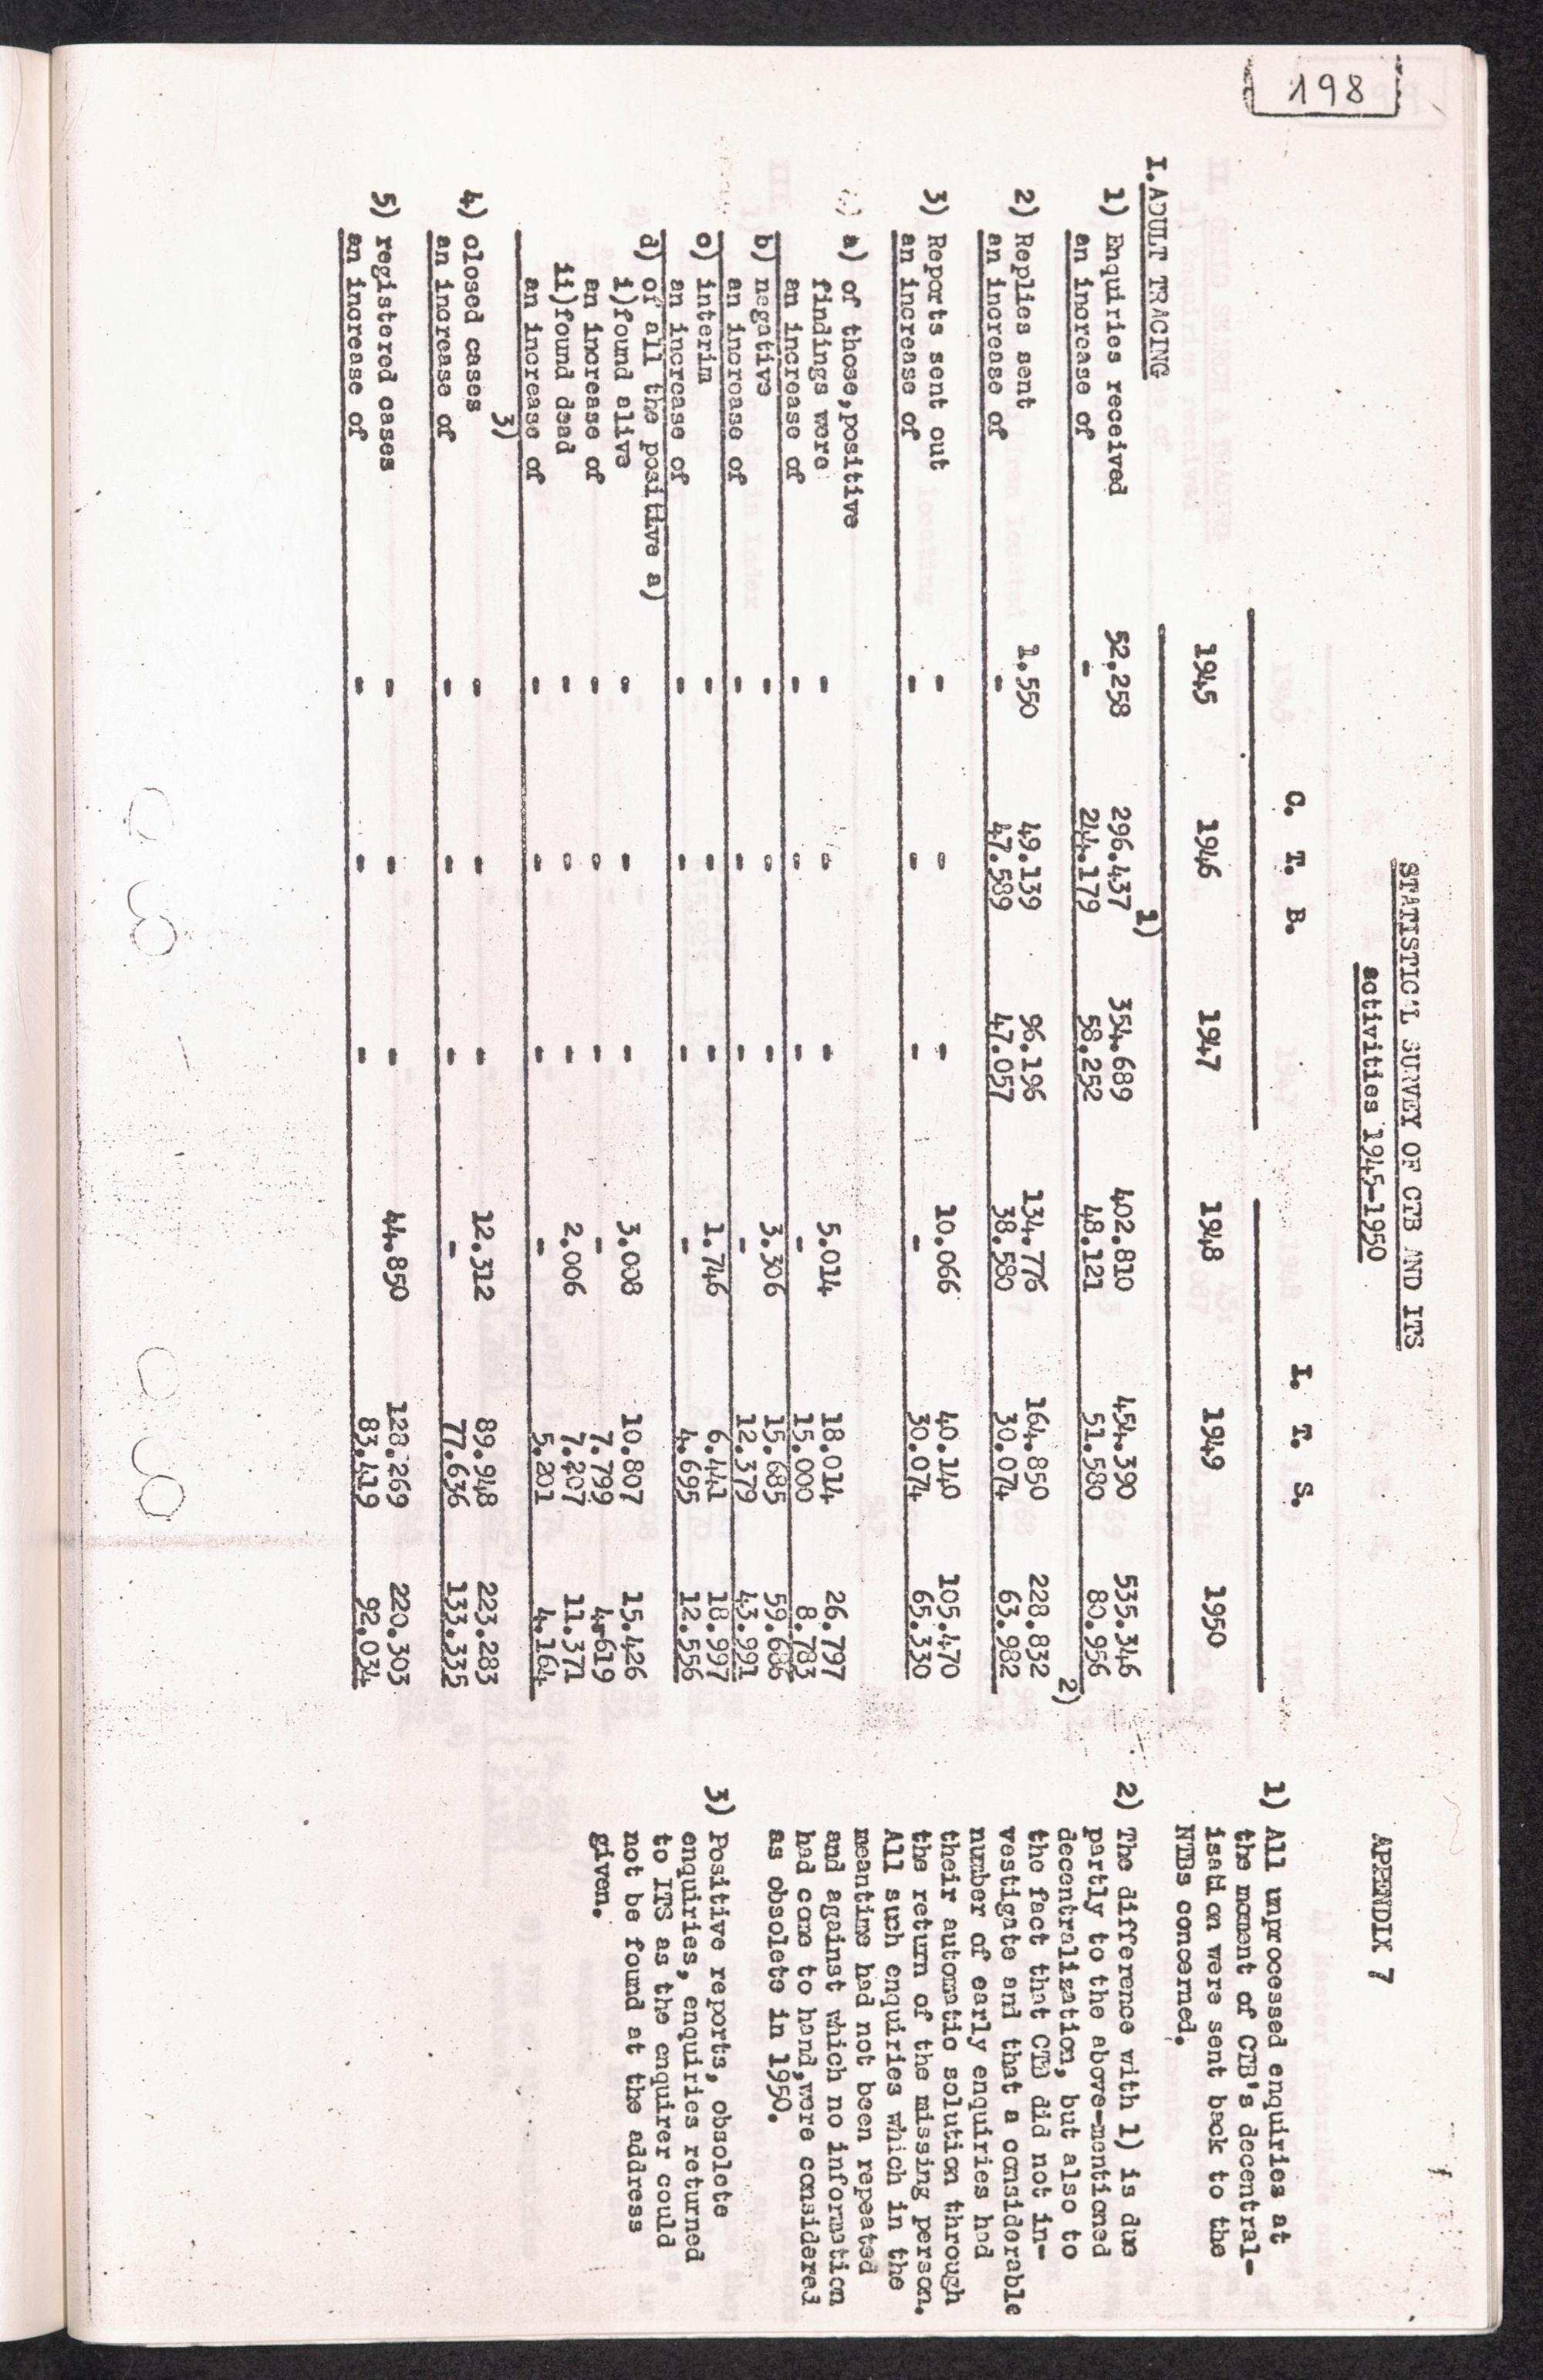 198
APPENDIX 7
STATISTICAL SURVEY OF CTB AND ITS
activities 1945-1950
C. T. B. I. T. S.
1945 1946 1947 1948 1949 1950
I. ADULT TRACING
1) Enquiries received 52.258 296.437 1) 354.689 402.810 454.390 535.346
an increase of - 244.179 58.252 48.121 51.580 80.956
2) Replies sent 1.550 49.139 96.196 134.776 164.850 228.832 2)
an increase of - 47.589 47.057 38.580 30.074 63.982
3) Reports sent out - - - 10.066 40.140 105.470
an increase of - - - - 30.074 65.330
a) of those, positive
findings were - - - 5.014 18.014 26.797
an increase of - - - - 15.000 8.783
b) negative - - - 3.306 15.685 59.686
an increase of - - - - 12.379 43.991
c) interim - - - 1.746 6.441 18.997
an increase of - - - - 4.695 12.556
d) of all the positive a)
i) found alive - - - 3.008 10.807 15.426
an increase of - - - - 7.799 4.619
ii) found dead - - - 2.006 7.207 11.371
an increase of - - - - 5.201 4.164
3)
4) closed cases - - - 12.312 89.948 223.283
an increase of - - - - 77.636 133.335
5) registered cases - - - 44.850 128.269 220.303
an increase of - - - 83.419 92.034
1) All unprocessed enquiries at
the moment of CTB's decentral-
isation were sent back to the
NTBs concerned.
2) The difference with 1) is due
partly to the above-mentioned
decentralization, but also to
the fact that CTB did not in-
vestigate and that a considerable
number of early enquiries had
their automatic solution through
the return of the missing person.
All such enquiries which in the
meantime had not been repeated
and against which no information
had come to hand, were considered
as obsolete in 1950.
3) Positive reports, obsolete
enquiries, enquiries returned
to ITS as the enquirer could
not be found at the address
given.